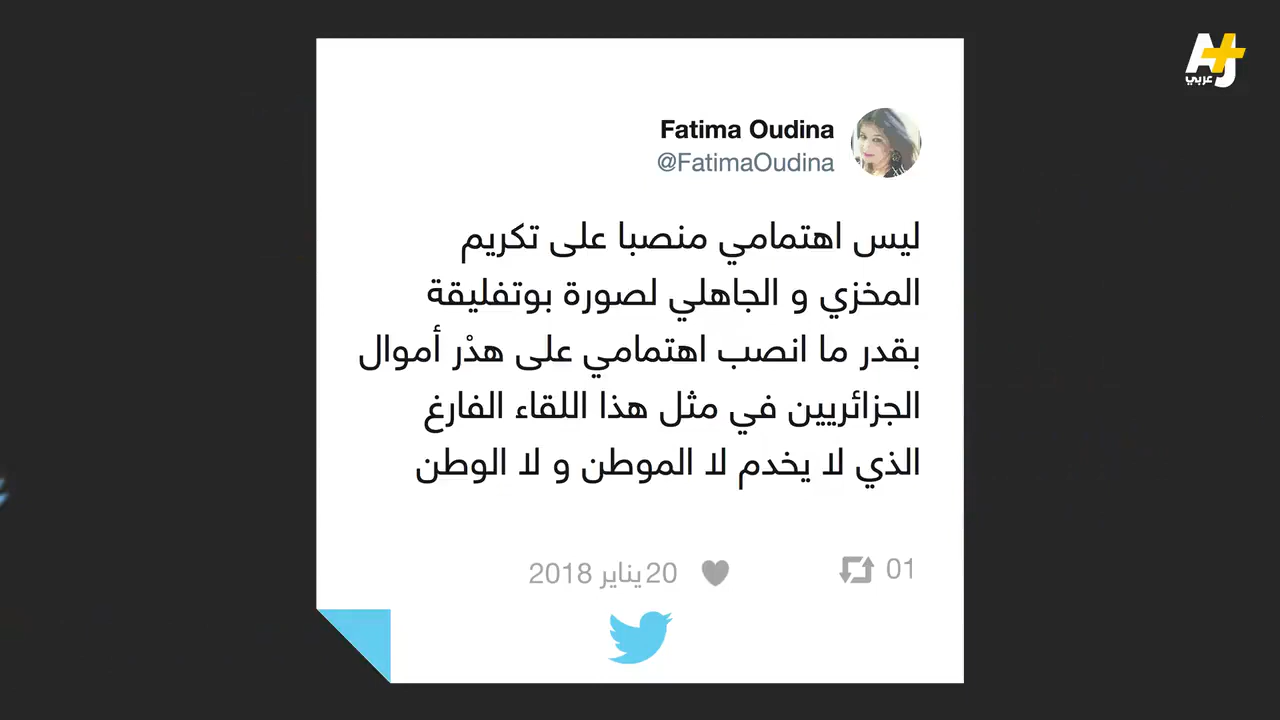 AJ+
عربي
Fatima Oudina
@FatimaOudina
ليس اهتمامي منصبا على تكريم
المخزي و الجاهلي لصورة بوتفليقة
بقدر ما انصب اهتمامي على هدْر أموال
الجزائريين في مثل هذا اللقاء الفارغ
الذي لا يخدم لا الموطن و لا الوطن
01
20 يناير 2018